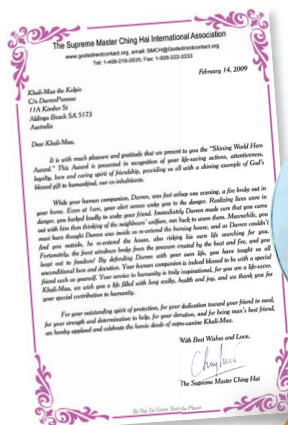 The Supreme Master Ching Hai International Association
www.godsdirectcontact.org, email: SMCH@Godsdirectcontact.org
Tel: 1-408-216-2635; Fax: 1-928-222-3333
February 14, 2009
Khali-Maa the Kelpie
C/o DarrenPenrose
11A Kimber St
Aldinga Beach SA 5173
Australia
Dear Khali-Maa,
It is with much pleasure and gratitude that we present to you the "Shining World Hero
Award." This Award is presented in recognition of your life-saving actions, attentiveness,
loyalty, love and caring spirit of friendship, providing us all with a shining example of God's
blessed gift to humankind, our co-inhabitants.
While your human companion, Darren, was fast asleep one evening, a fire broke out in
your home. Even at 1am, your alert senses woke you to the danger. Realizing lives were in
danger, you barked loudly to wake your friend. Immediately Darren made sure that you came
out with him then thinking of the neighbours' welfare, ran back to warn them. Meanwhile, you
must have thought Darren was inside so re-entered the burning house, and as Darren couldn't
find you outside, he re-entered the house, also risking his own life searching for you.
Fortunately, the front windows broke from the pressure created by the heat and fire, and you
leapt out to freedom! By defending Darren with your own life, you have taught us all
unconditional love and devotion. Your human companion is indeed blessed to be with a special
friend such as yourself. Your service to humanity is truly inspirational, for you are a life-saver.
Khali-Maa, we wish you a life filled with long walks, health and joy, and we thank you for
your special contribution to humanity.
For your outstanding spirit of protection, for your dedication toward your friend in need,
for your strength and determination to help, for your devotion, and for being man's best friend,
we hereby applaud and celebrate the heroic deeds of supra-canine Khali-Maa.
With Best Wishes and Love,
The Supreme Master Ching Hai
Be Veg, Go Green, Save the Planet